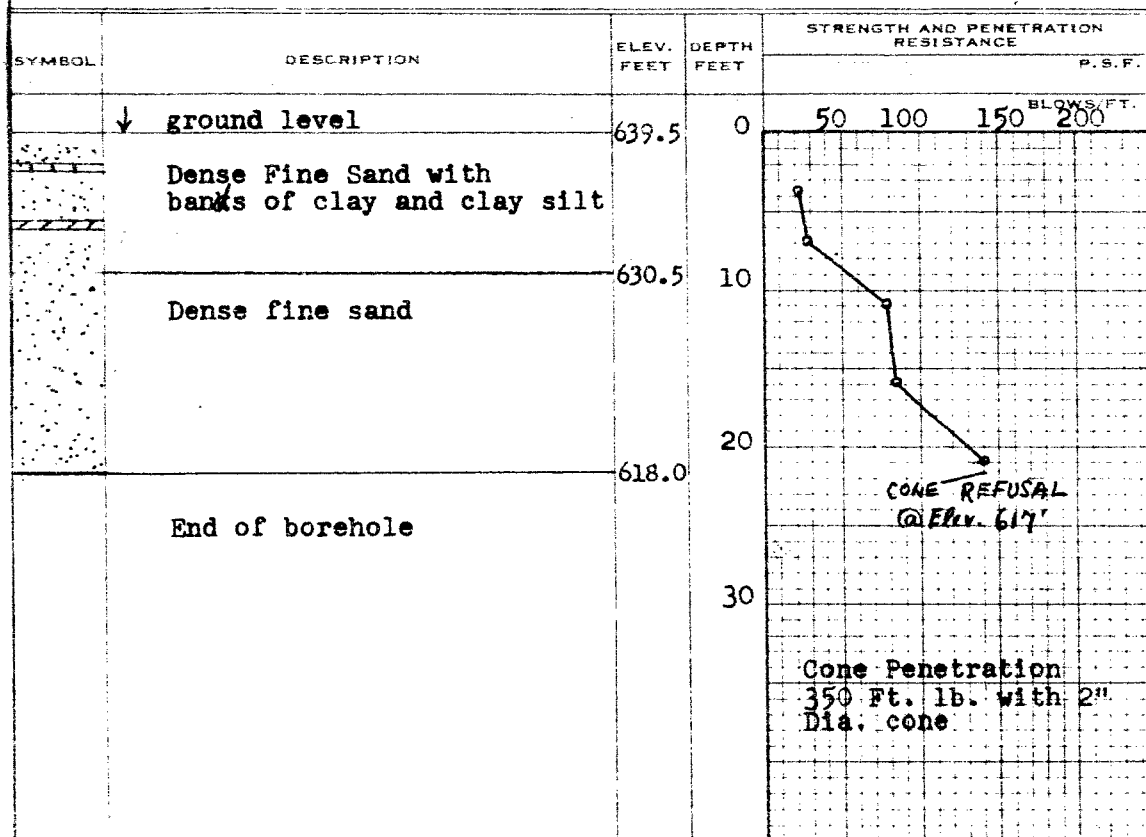 STRENGTH AND PENETRATION
RESISTANCE
SYMBOL DESCRIPTION ELEV. DEPTH
FEET FEET
P.S.F.
BLOWS/FT.
↓ ground level
639.5 0 50 100 150 200
Dense Fine Sand with
banks of clay and clay silt
630.5 10
Dense fine sand
20
618.0
CONE REFUSAL
@ Elev. 617'
End of borehole
30
Cone Penetration
350 Ft. lb. with 2"
Dia. cone